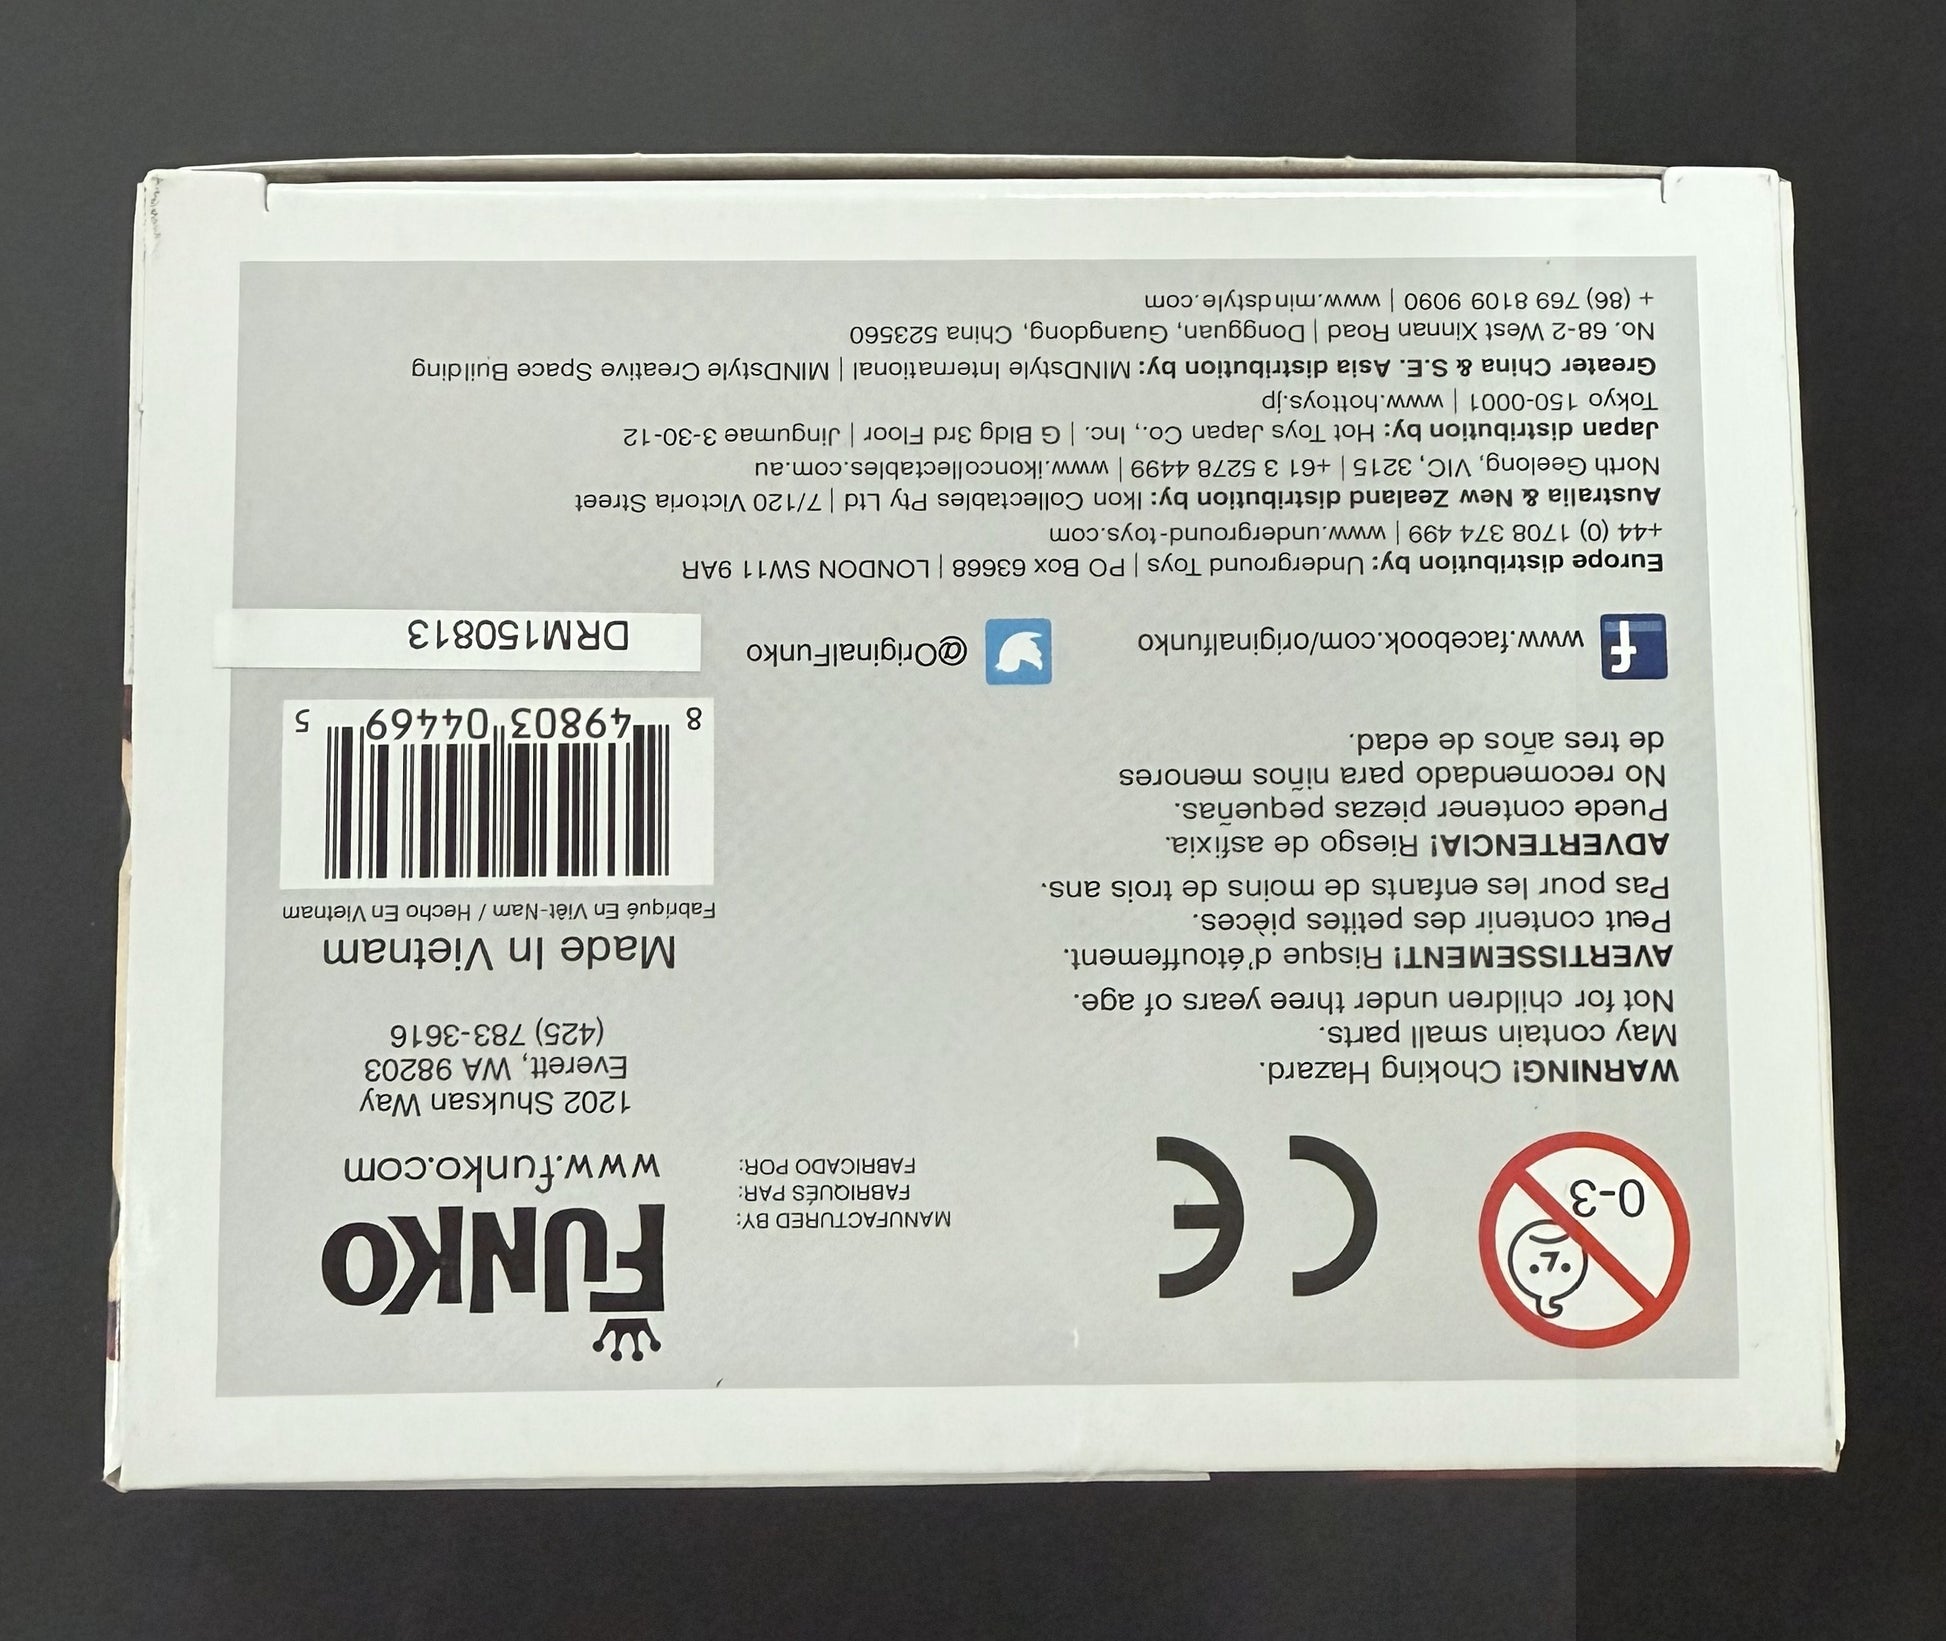 0-3
CE
MANUFACTURED BY:
FABRIQUÉS PAR:
FABRICADO POR:
FUNKO
www.funko.com
1202 Shuksan Way
Everett, WA 98203
(425) 783-3616
Made In Vietnam
Fabriqué En Viêt-Nam / Hecho En Vietnam
8 49803 04469 5
DRM150813
WARNING! Choking Hazard.
May contain small parts.
Not for children under three years of age.
AVERTISSEMENT! Risque d'étouffement.
Peut contenir des petites pièces.
Pas pour les enfants de moins de trois ans.
ADVERTENCIA! Riesgo de asfixia.
Puede contener piezas pequeñas.
No recomendado para niños menores
de tres años de edad.
f www.facebook.com/originalfunko
@OriginalFunko
Europe distribution by: Underground Toys | PO Box 63668 | LONDON SW11 9AR
+44 (0) 1708 374 499 | www.underground-toys.com
Australia & New Zealand distribution by: Ikon Collectables Pty Ltd | 7/120 Victoria Street
North Geelong, VIC, 3215 | +61 3 5278 4499 | www.ikoncollectables.com.au
Japan distribution by: Hot Toys Japan Co., Inc. | G Bldg 3rd Floor | Jingumae 3-30-12
Tokyo 150-0001 | www.hottoys.jp
Greater China & S.E. Asia distribution by: MINDstyle International | MINDstyle Creative Space Building
No. 68-2 West Xinnan Road | Dongguan, Guangdong, China 523560
+ (86) 769 8109 9090 | www.mindstyle.com